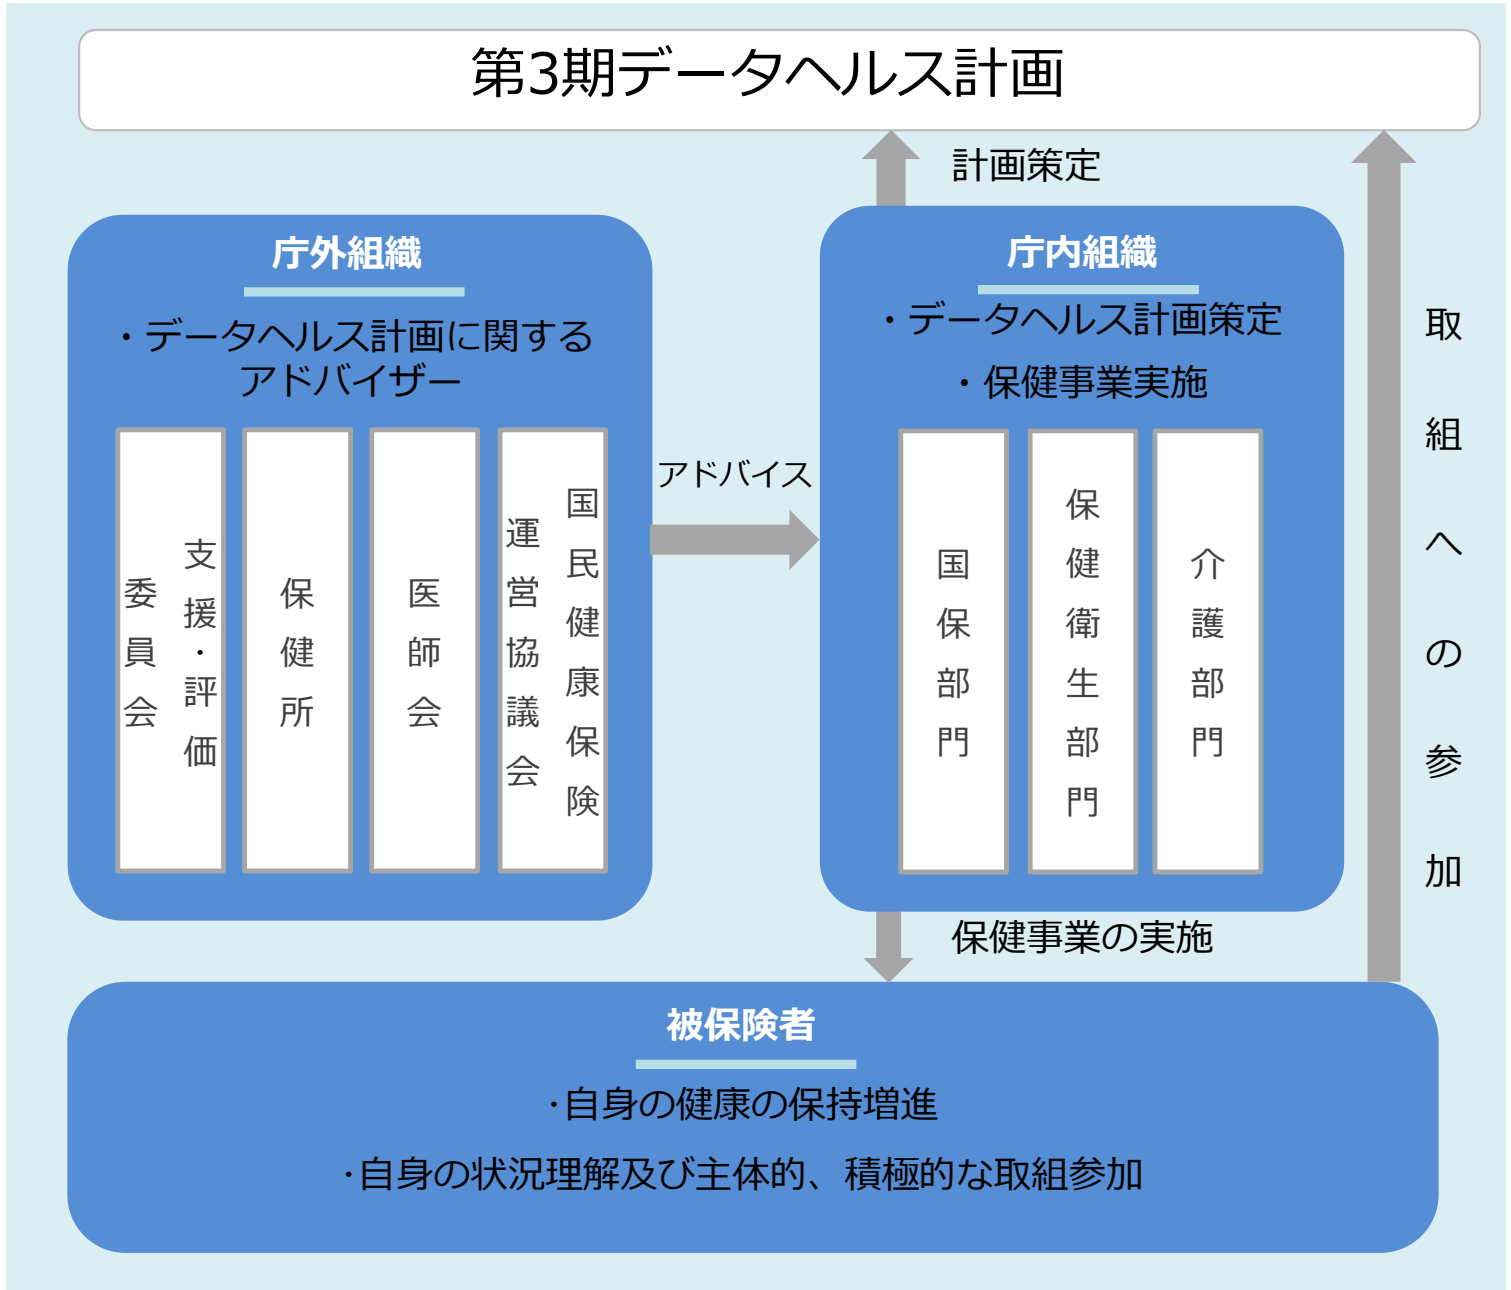 第3期データヘルス計画
計画策定
庁外組織
・データヘルス計画に関する
アドバイザー
支援・評価
委員会
保健所
医師会
国民健康保険
運営協議会
アドバイス
庁内組織
・データヘルス計画策定
・保健事業実施
国保部門
保健衛生部門
介護部門
取組への参加
保健事業の実施
被保険者
・自身の健康の保持増進
・自身の状況理解及び主体的、積極的な取組参加